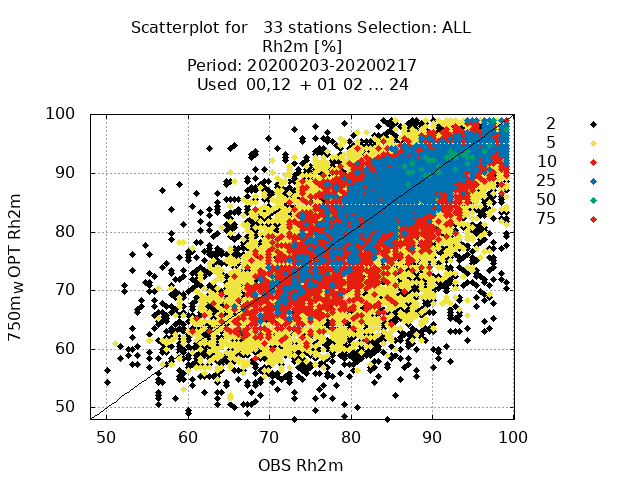 Scatterplot for 33 stations Selection: ALL
Rh2m [%]
Period: 20200203-20200217
Used 00,12 + 01 02 ... 24
100
90
80
70
60
50
50 60 70 80 90 100
750mW OPT Rh2m
OBS Rh2m
2
5
10
25
50
75